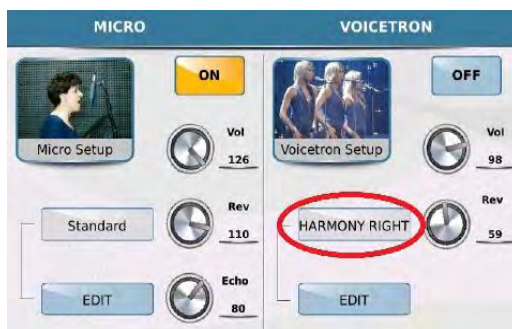 MICRO
VOICETRON
ON
OFF
Micro Setup
Vol
126
Voicetron Setup
Vol
98
Standard
Rev
110
HARMONY RIGHT
Rev
59
EDIT
Echo
80
EDIT